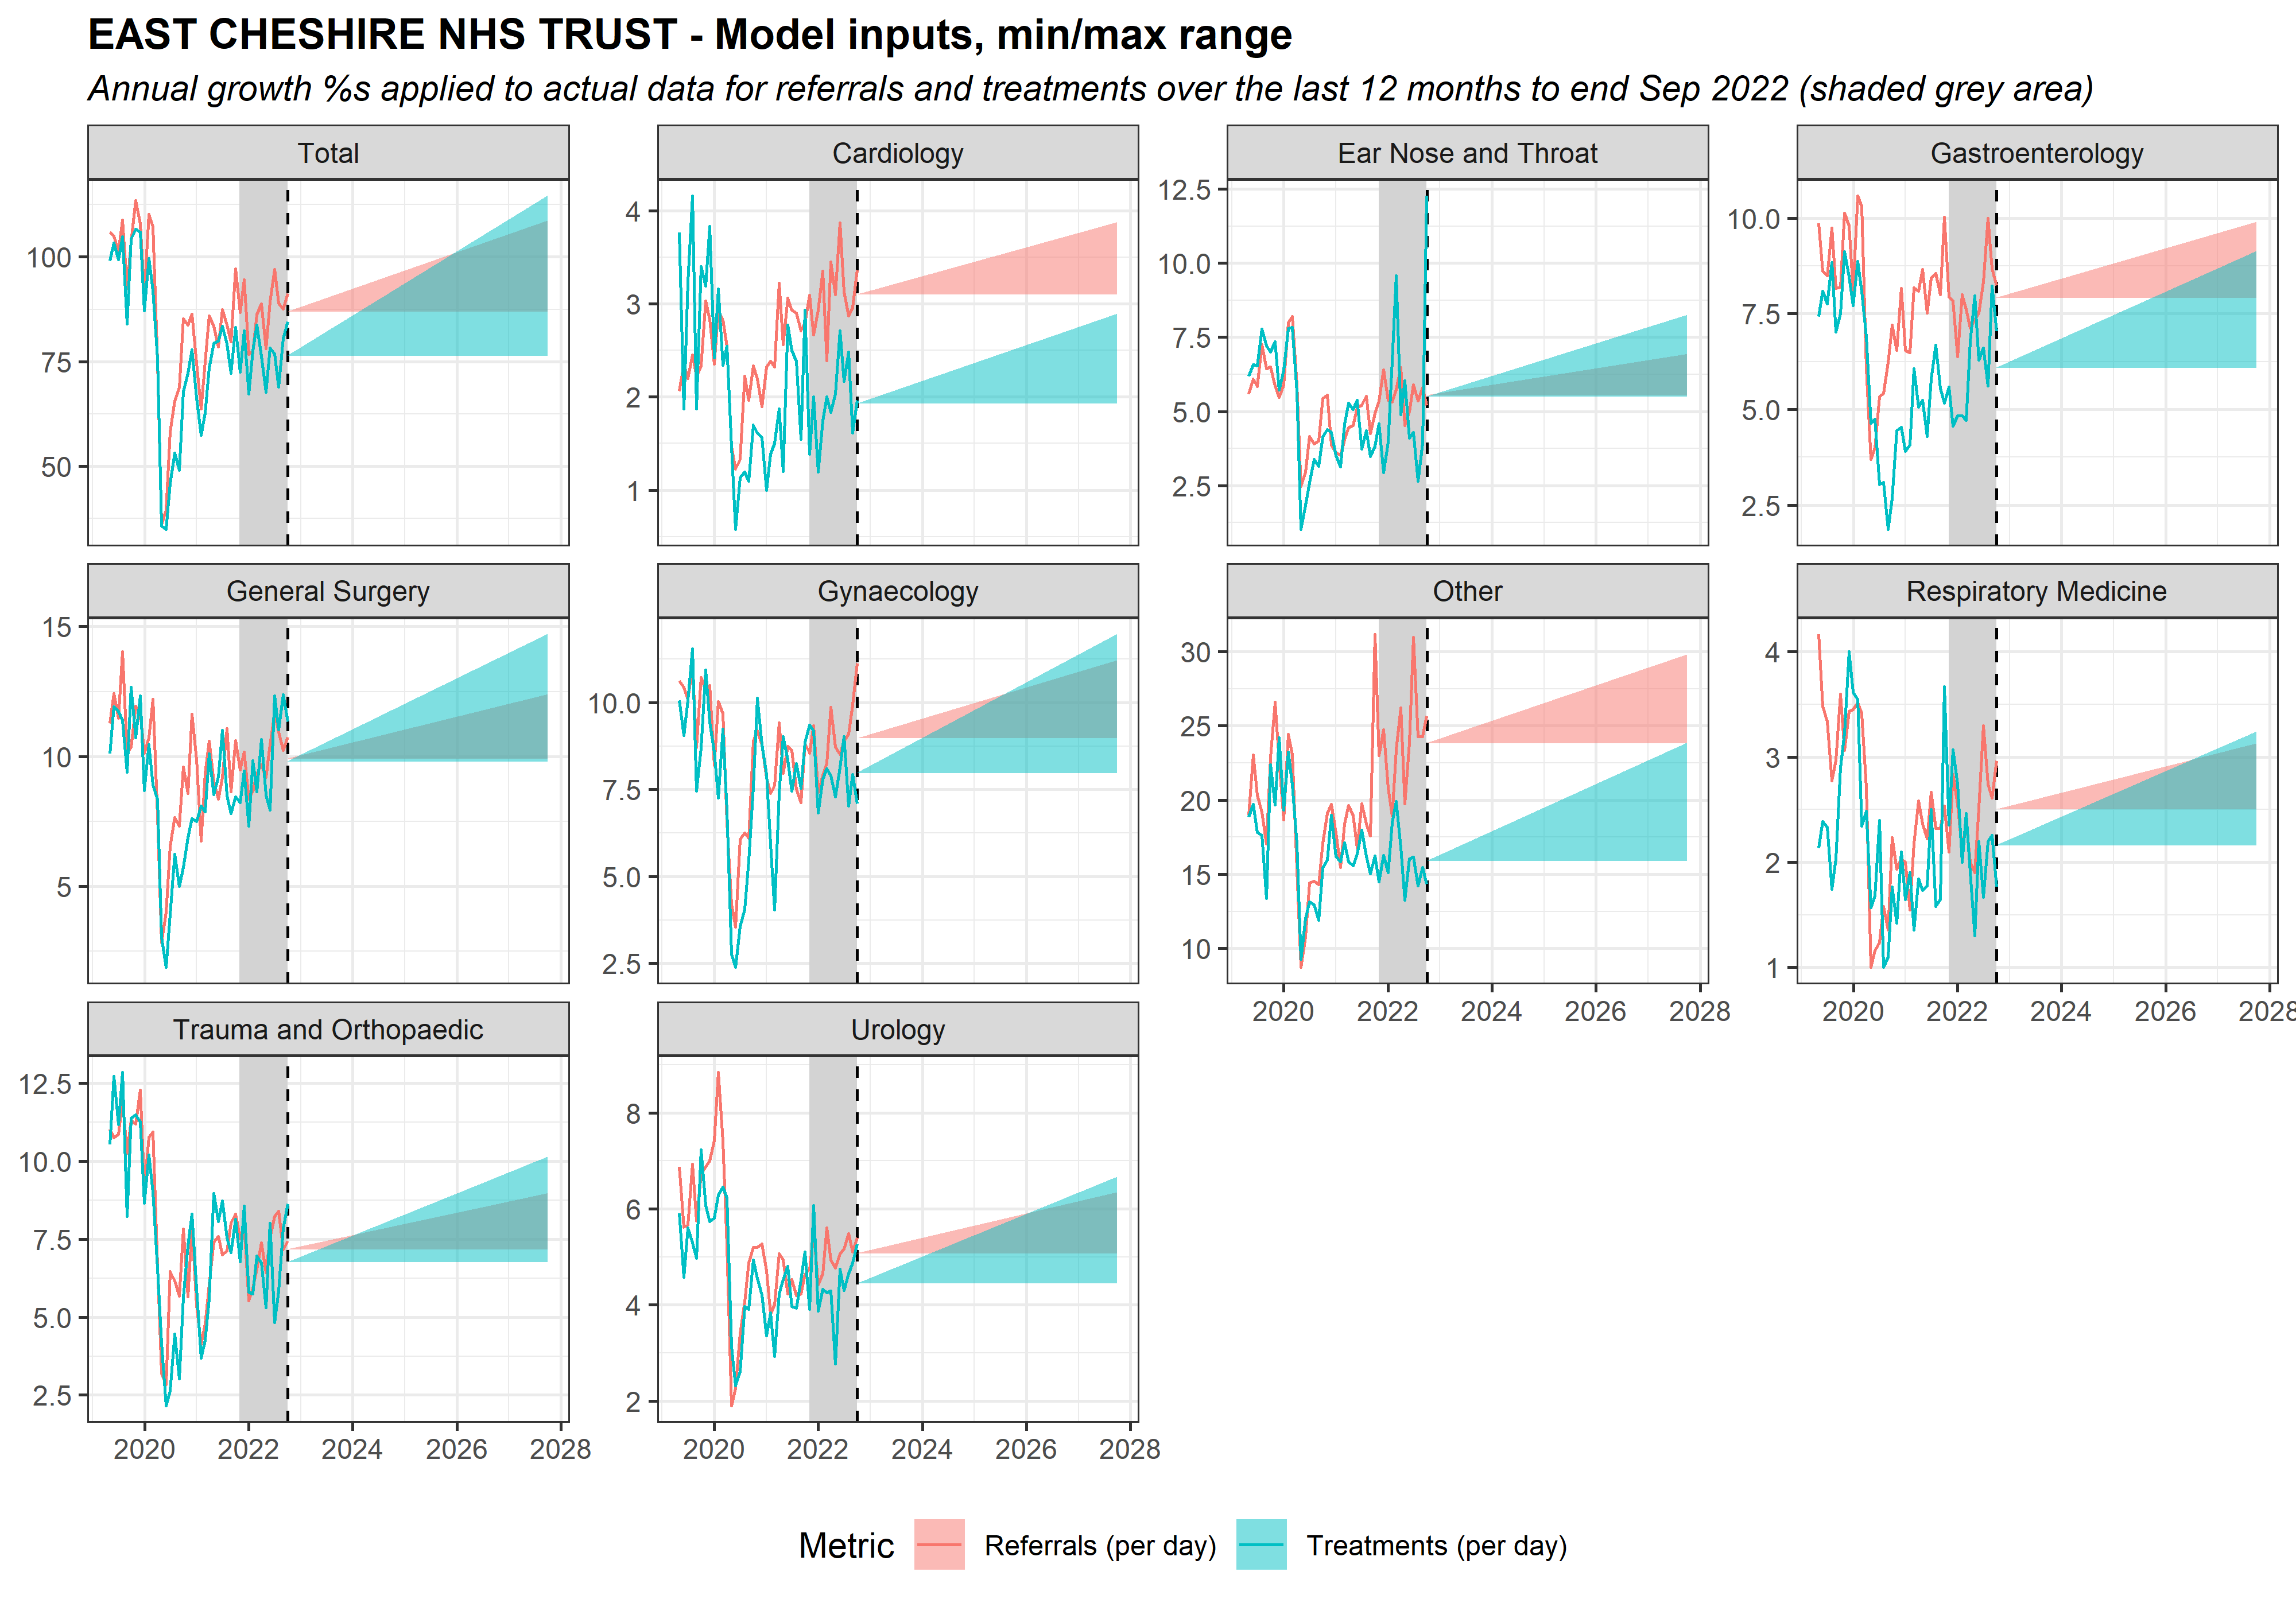 EAST CHESHIRE NHS TRUST - Model inputs, min/max range
Annual growth %s applied to actual data for referrals and treatments over the last 12 months to end Sep 2022 (shaded grey area)
Total
Cardiology
Ear Nose and Throat
Gastroenterology
100
75
50
4
3
2
1
12.5
10.0
7.5
5.0
2.5
10.0
7.5
5.0
2.5
General Surgery
Gynaecology
Other
Respiratory Medicine
15
10
5
10.0
7.5
5.0
2.5
30
25
20
15
10
4
3
2
1
2020 2022 2024 2026 2028
2020 2022 2024 2026 2028
Trauma and Orthopaedic
Urology
12.5
10.0
7.5
5.0
2.5
8
6
4
2
2020 2022 2024 2026 2028
2020 2022 2024 2026 2028
Metric Referrals (per day) Treatments (per day)